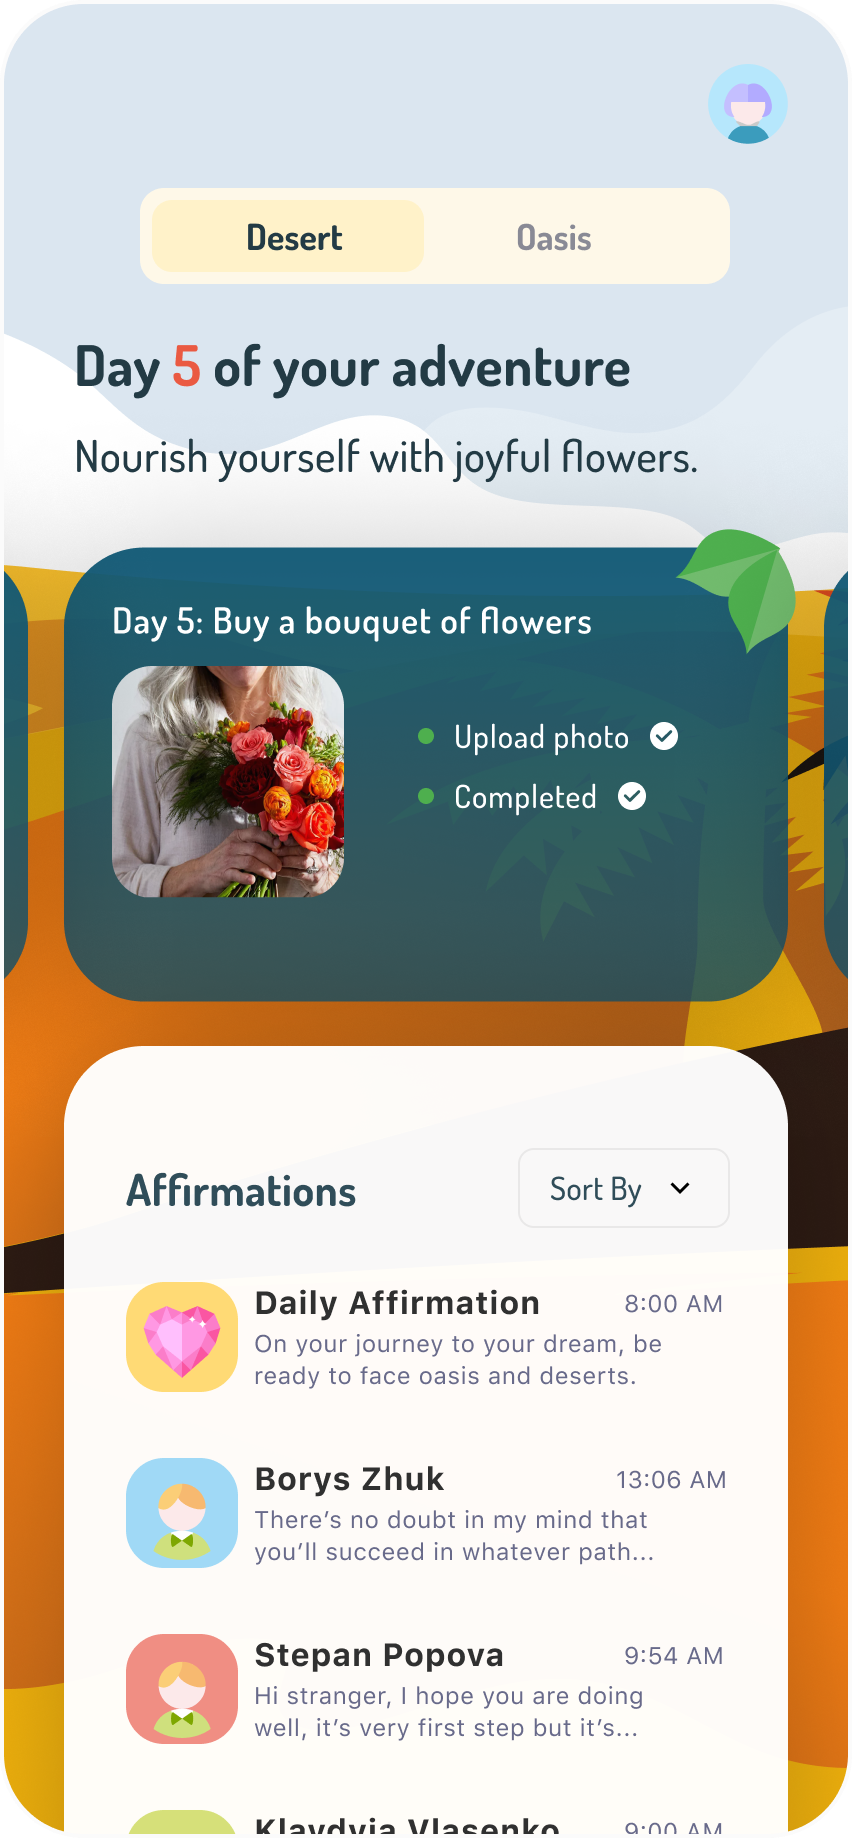 Desert
Oasis
Day 5 of your adventure
Nourish yourself with joyful flowers.
Day 5: Buy a bouquet of flowers
Upload photo
Completed
Affirmations
Sort By
Daily Affirmation
8:00 AM
On your journey to your dream, be
ready to face oasis and deserts.
Borys Zhuk
13:06 AM
There’s no doubt in my mind that
you’ll succeed in whatever path...
Stepan Popova
9:54 AM
Hi stranger, I hope you are doing
well, it’s very first step but it’s...
Klavdyia Vlasenko
9:00 AM